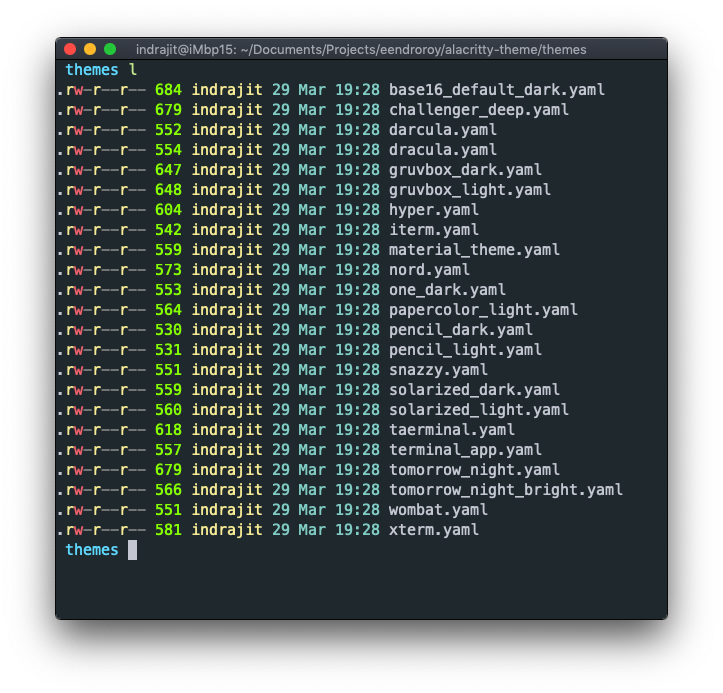 indrajit@iMbp15: ~/Documents/Projects/eendroroy/alacritty-theme/themes
themes l
.rw-r--r-- 684 indrajit 29 Mar 19:28 base16_default_dark.yaml
.rw-r--r-- 679 indrajit 29 Mar 19:28 challenger_deep.yaml
.rw-r--r-- 552 indrajit 29 Mar 19:28 darcula.yaml
.rw-r--r-- 554 indrajit 29 Mar 19:28 dracula.yaml
.rw-r--r-- 647 indrajit 29 Mar 19:28 gruvbox_dark.yaml
.rw-r--r-- 648 indrajit 29 Mar 19:28 gruvbox_light.yaml
.rw-r--r-- 604 indrajit 29 Mar 19:28 hyper.yaml
.rw-r--r-- 542 indrajit 29 Mar 19:28 iterm.yaml
.rw-r--r-- 559 indrajit 29 Mar 19:28 material_theme.yaml
.rw-r--r-- 573 indrajit 29 Mar 19:28 nord.yaml
.rw-r--r-- 553 indrajit 29 Mar 19:28 one_dark.yaml
.rw-r--r-- 564 indrajit 29 Mar 19:28 papercolor_light.yaml
.rw-r--r-- 530 indrajit 29 Mar 19:28 pencil_dark.yaml
.rw-r--r-- 531 indrajit 29 Mar 19:28 pencil_light.yaml
.rw-r--r-- 551 indrajit 29 Mar 19:28 snazzy.yaml
.rw-r--r-- 559 indrajit 29 Mar 19:28 solarized_dark.yaml
.rw-r--r-- 560 indrajit 29 Mar 19:28 solarized_light.yaml
.rw-r--r-- 618 indrajit 29 Mar 19:28 taerminal.yaml
.rw-r--r-- 557 indrajit 29 Mar 19:28 terminal_app.yaml
.rw-r--r-- 679 indrajit 29 Mar 19:28 tomorrow_night.yaml
.rw-r--r-- 566 indrajit 29 Mar 19:28 tomorrow_night_bright.yaml
.rw-r--r-- 551 indrajit 29 Mar 19:28 wombat.yaml
.rw-r--r-- 581 indrajit 29 Mar 19:28 xterm.yaml
themes